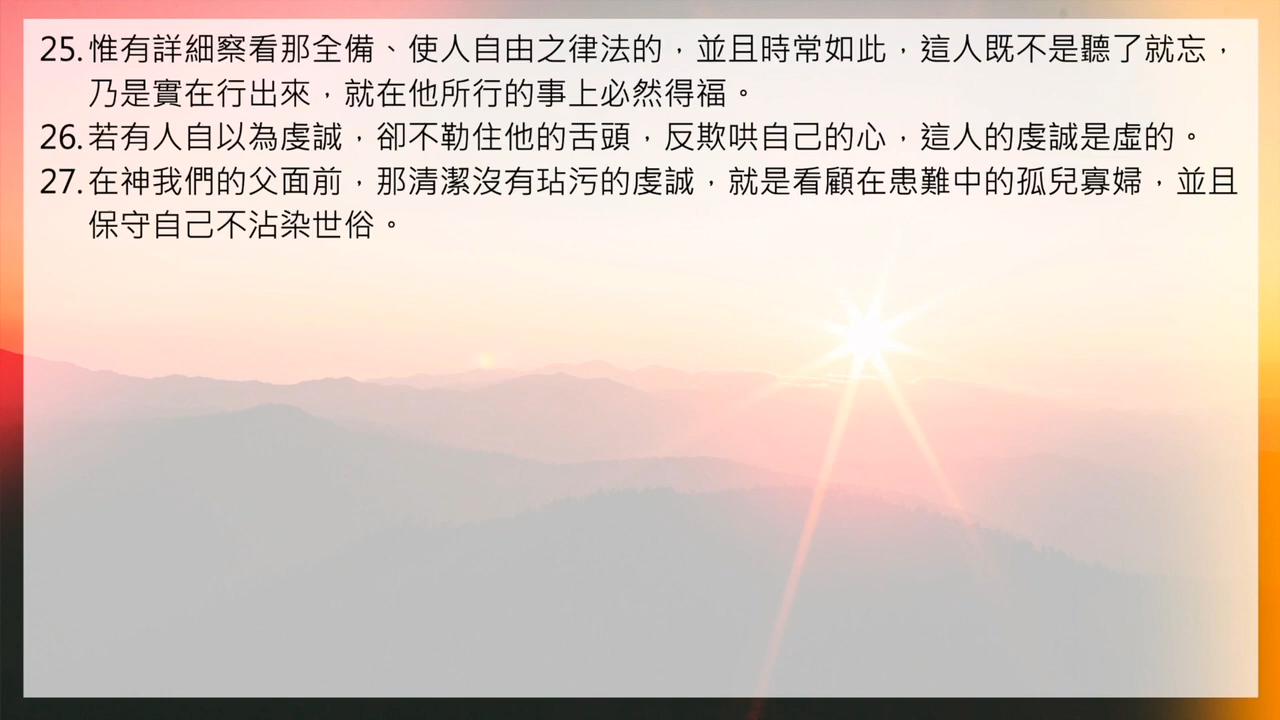 25. 惟有詳細察看那全備、使人自由之律法的，並且時常如此，這人既不是聽了就忘，
乃是實在行出來，就在他所行的事上必然得福。
26. 若有人自以為虔誠，卻不勒住他的舌頭，反欺哄自己的心，這人的虔誠是虛的。
27. 在神我們的父面前，那清潔沒有玷污的虔誠，就是看顧在患難中的孤兒寡婦，並且
保守自己不沾染世俗。